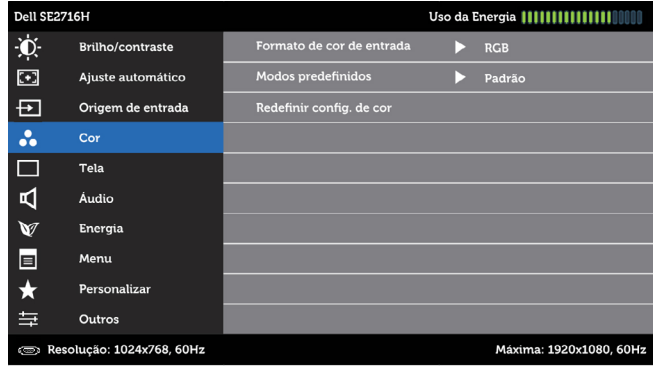 Dell SE2716H Uso da Energia
Brilho/contraste Formato de cor de entrada RGB
Ajuste automático Modos predefinidos Padrão
Origem de entrada Redefinir config. de cor
Cor
Tela
Áudio
Energia
Menu
Personalizar
Outros
Resolução: 1024x768, 60Hz Máxima: 1920x1080, 60Hz